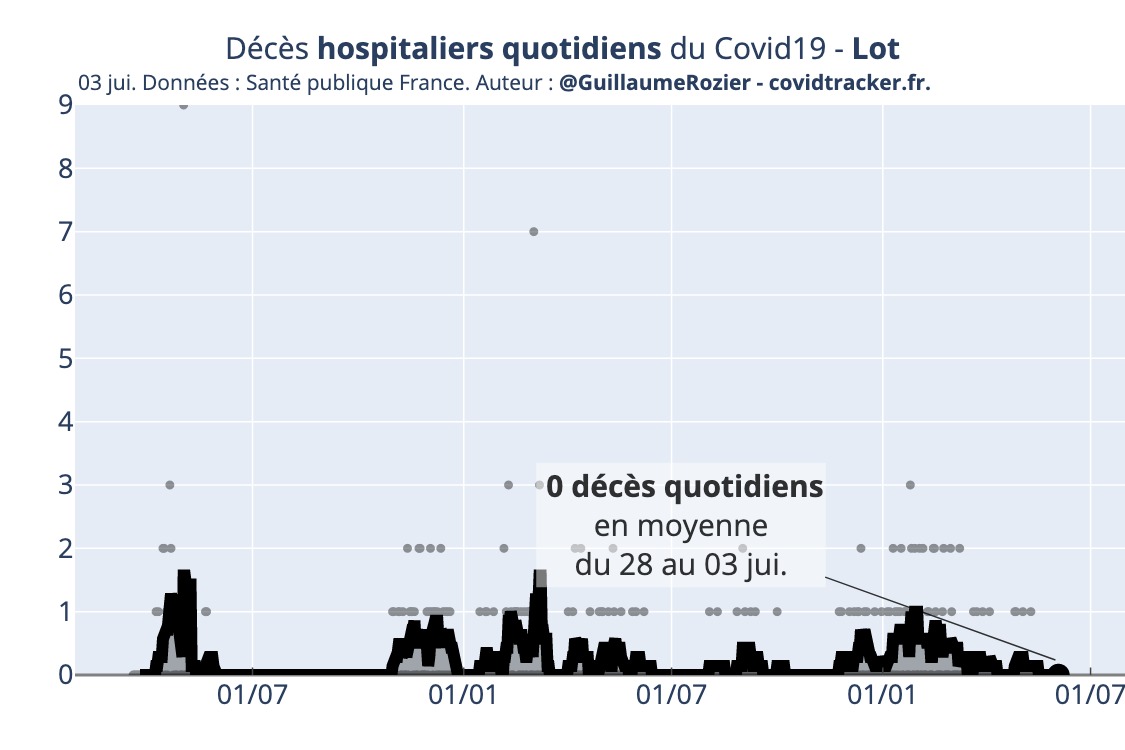 Décès hospitaliers quotidiens du Covid19 - Lot
03 jui. Données : Santé publique France. Auteur : @GuillaumeRozier - covidtracker.fr.
9
8
7
6
5
4
3
2
1
0
0 décès quotidiens
en moyenne
du 28 au 03 jui.
01/07 01/01 01/07 01/01 01/07